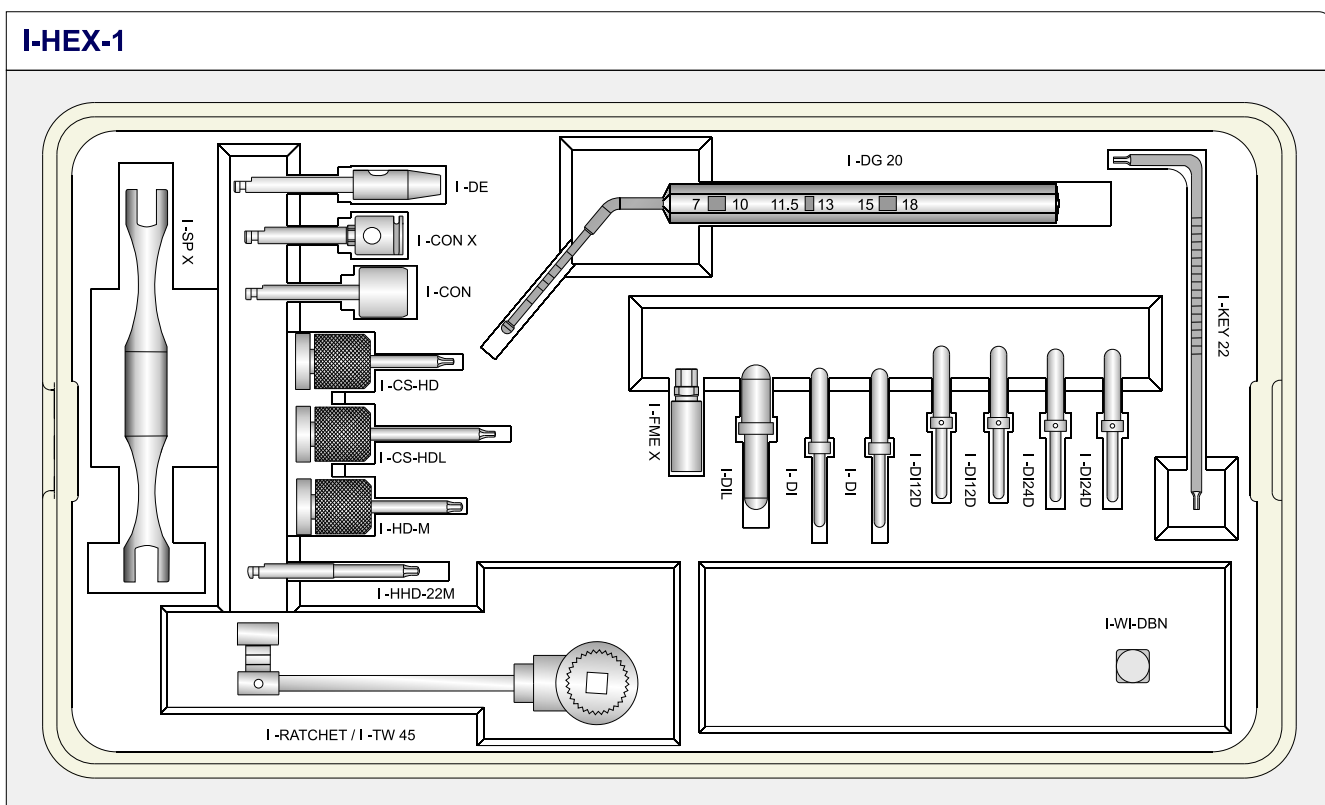 I-HEX-1
I -DG 20
I -DE
7 10 11.5 13 15 18
I -SP X
I -CON X
I -CON
I -KEY 22
I -CS-HD
I -FME X
I -CS-HDL
I-DIL
I- DI
I- DI
I-DI12D
I-DI12D
I-DI24D
I-DI24D
I -HD-M
I -HHD-22M
I-WI-DBN
I -RATCHET / I -TW 45